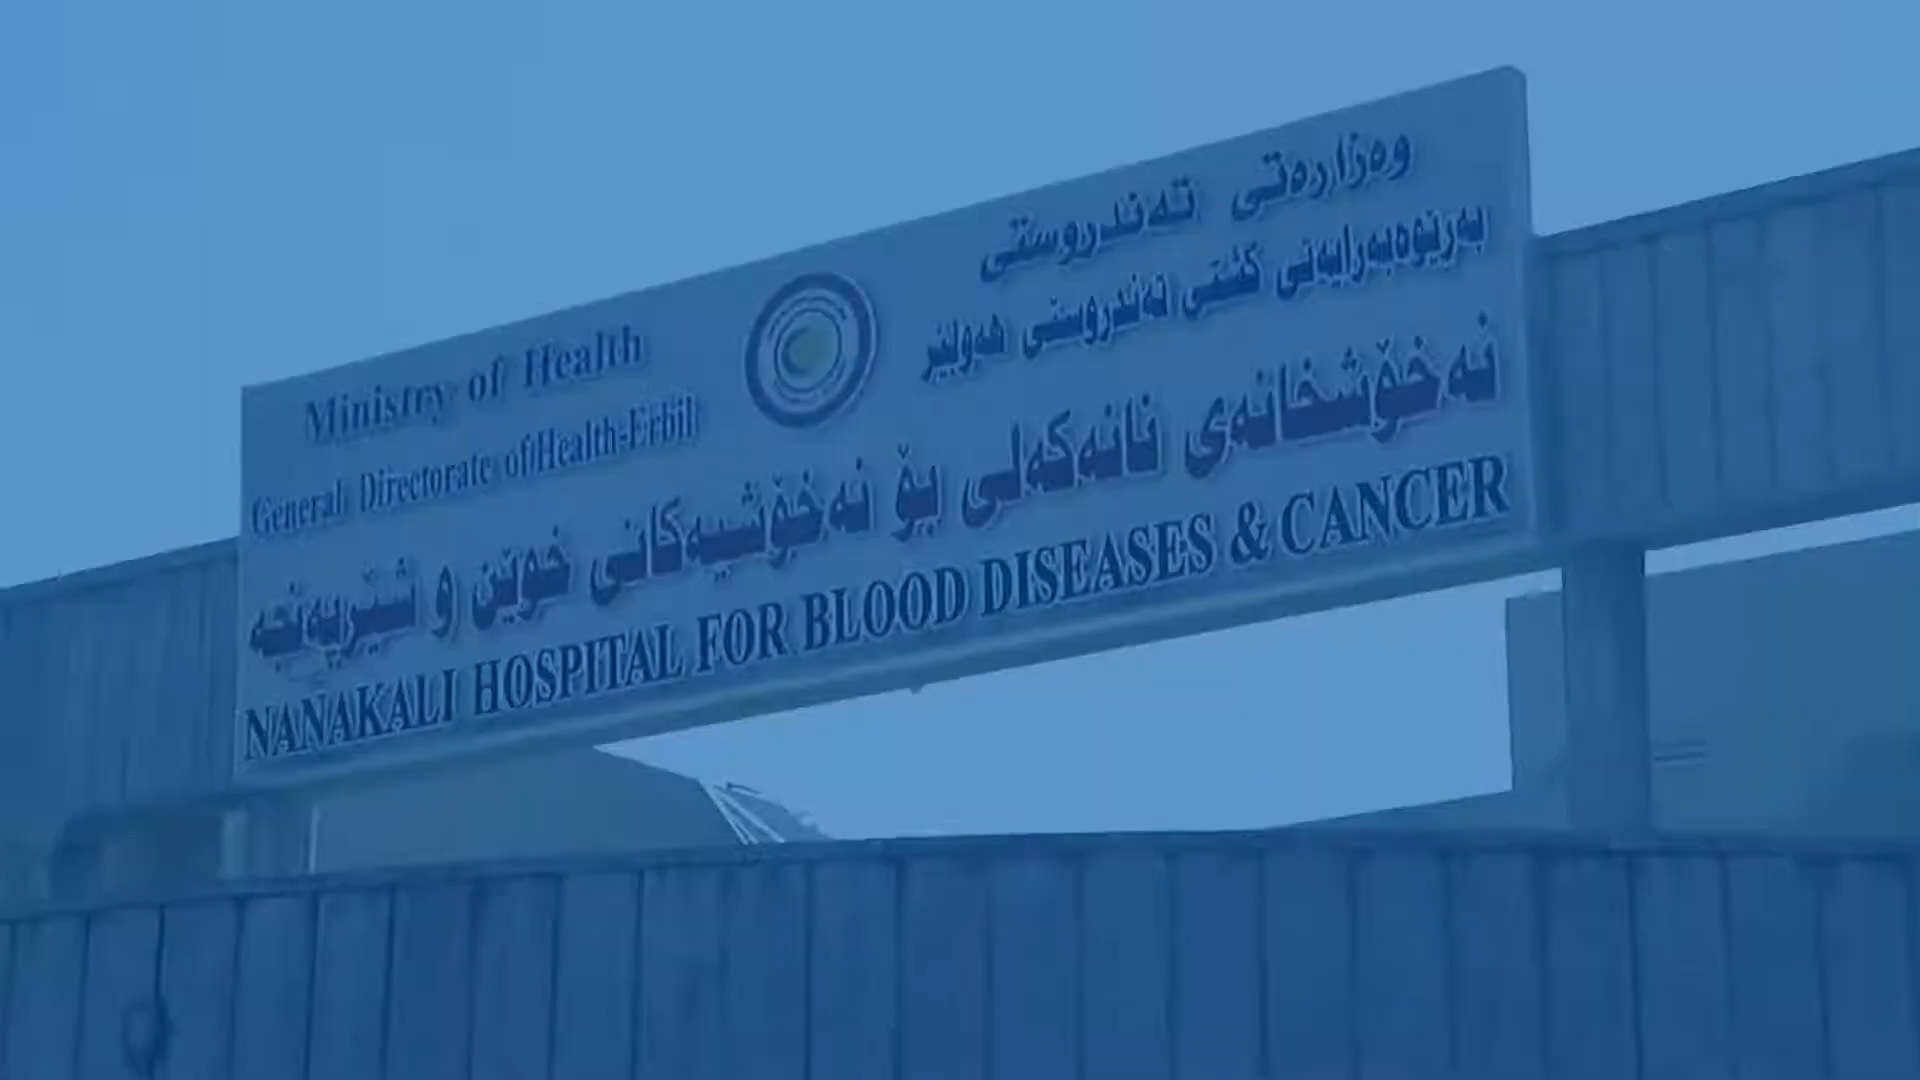 وەزارەتی تەندروستی
بەڕێوەبەرایەتی گشتی تەندروستی هەولێر
Ministry of Health
General Directorate of Health-Erbil
نەخۆشخانەی نانەکەلی بۆ نەخۆشیەکانی خوێن و شێرپەنجە
NANAKALI HOSPITAL FOR BLOOD DISEASES & CANCER